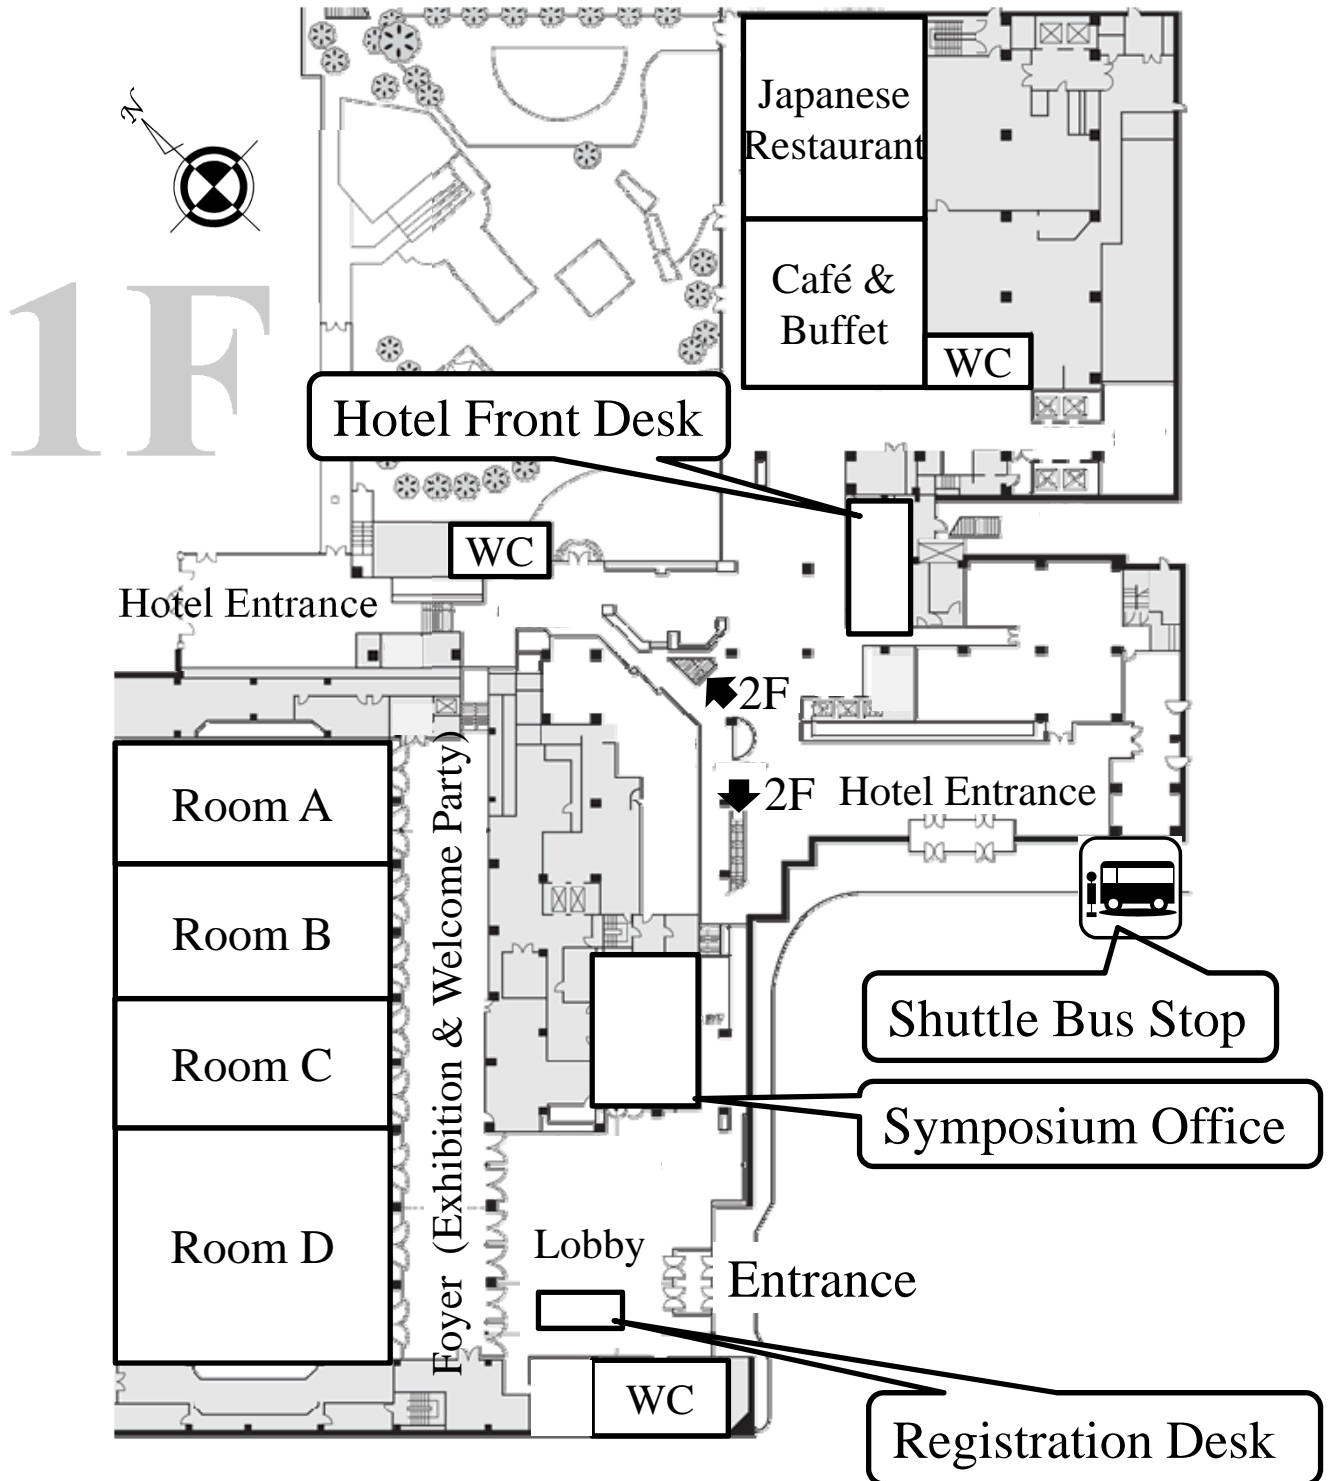 N
1F
Japanese
Restaurant
Café &
Buffet
WC
Hotel Front Desk
WC
Hotel Entrance
2F
2F
Hotel Entrance
Room A
Room B
Room C
Room D
Foyer (Exhibition & Welcome Party)
Shuttle Bus Stop
Symposium Office
Lobby
Entrance
WC
Registration Desk